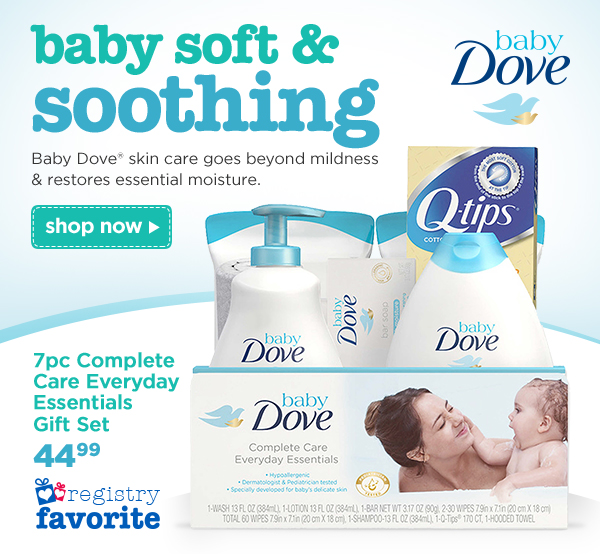 baby soft &
soothing
Baby Dove® skin care goes beyond mildness
& restores essential moisture.
shop now
baby
Dove
Q-tips®
COTTO
baby
Dove
bar soap
baby
Dove
baby
Dove
7pc Complete
Care Everyday
Essentials
Gift Set
44⁹⁹
registry
favorite
baby
Dove
Complete Care
Everyday Essentials
• Hypoallergenic
• Dermatologist & Pediatrician tested
• Specially developed for baby's delicate skin
1-WASH 13 FL OZ (384mL), 1-LOTION 13 FL OZ (384mL), 1-BAR NET WT 3.17 OZ (90g), 2-30 WIPES 7.9in x 7.1in (20 cm X 18 cm)
TOTAL 60 WIPES 7.9in x 7.1in (20 cm X 18 cm), 1-SHAMPOO-13 FL OZ (384mL), 1-Q-Tips® 170 CT, 1-HOODED TOWEL